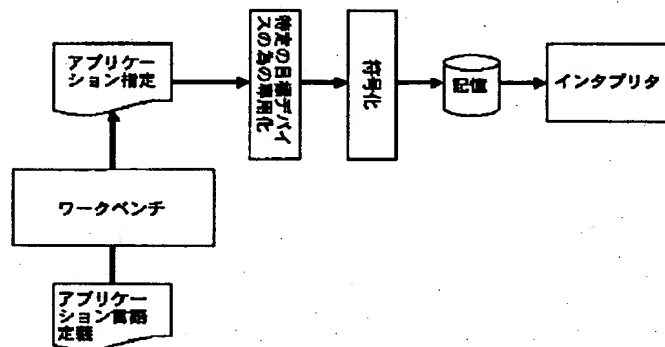 アプリケー
ション指定
特定の目標デバイ
スの為の専用化
符号化
記憶
インタプリタ
ワークベンチ
アプリケー
ション言語
定義